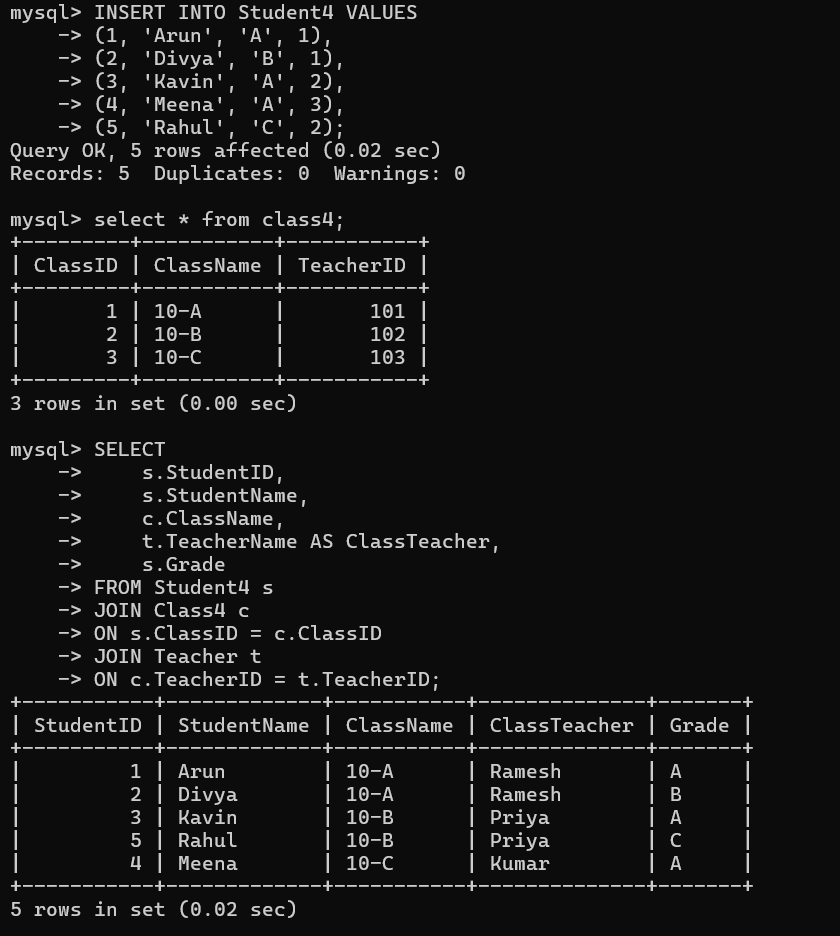 mysql> INSERT INTO Student4 VALUES
    -> (1, 'Arun', 'A', 1),
    -> (2, 'Divya', 'B', 1),
    -> (3, 'Kavin', 'A', 2),
    -> (4, 'Meena', 'A', 3),
    -> (5, 'Rahul', 'C', 2);
Query OK, 5 rows affected (0.02 sec)
Records: 5  Duplicates: 0  Warnings: 0

mysql> select * from class4;
+---------+-----------+-----------+
| ClassID | ClassName | TeacherID |
+---------+-----------+-----------+
|       1 | 10-A      |       101 |
|       2 | 10-B      |       102 |
|       3 | 10-C      |       103 |
+---------+-----------+-----------+
3 rows in set (0.00 sec)

mysql> SELECT
    ->     s.StudentID,
    ->     s.StudentName,
    ->     c.ClassName,
    ->     t.TeacherName AS ClassTeacher,
    ->     s.Grade
    -> FROM Student4 s
    -> JOIN Class4 c
    -> ON s.ClassID = c.ClassID
    -> JOIN Teacher t
    -> ON c.TeacherID = t.TeacherID;
+-----------+-------------+-----------+--------------+-------+
| StudentID | StudentName | ClassName | ClassTeacher | Grade |
+-----------+-------------+-----------+--------------+-------+
|         1 | Arun        | 10-A      | Ramesh       | A     |
|         2 | Divya       | 10-A      | Ramesh       | B     |
|         3 | Kavin       | 10-B      | Priya        | A     |
|         5 | Rahul       | 10-B      | Priya        | C     |
|         4 | Meena       | 10-C      | Kumar        | A     |
+-----------+-------------+-----------+--------------+-------+
5 rows in set (0.02 sec)